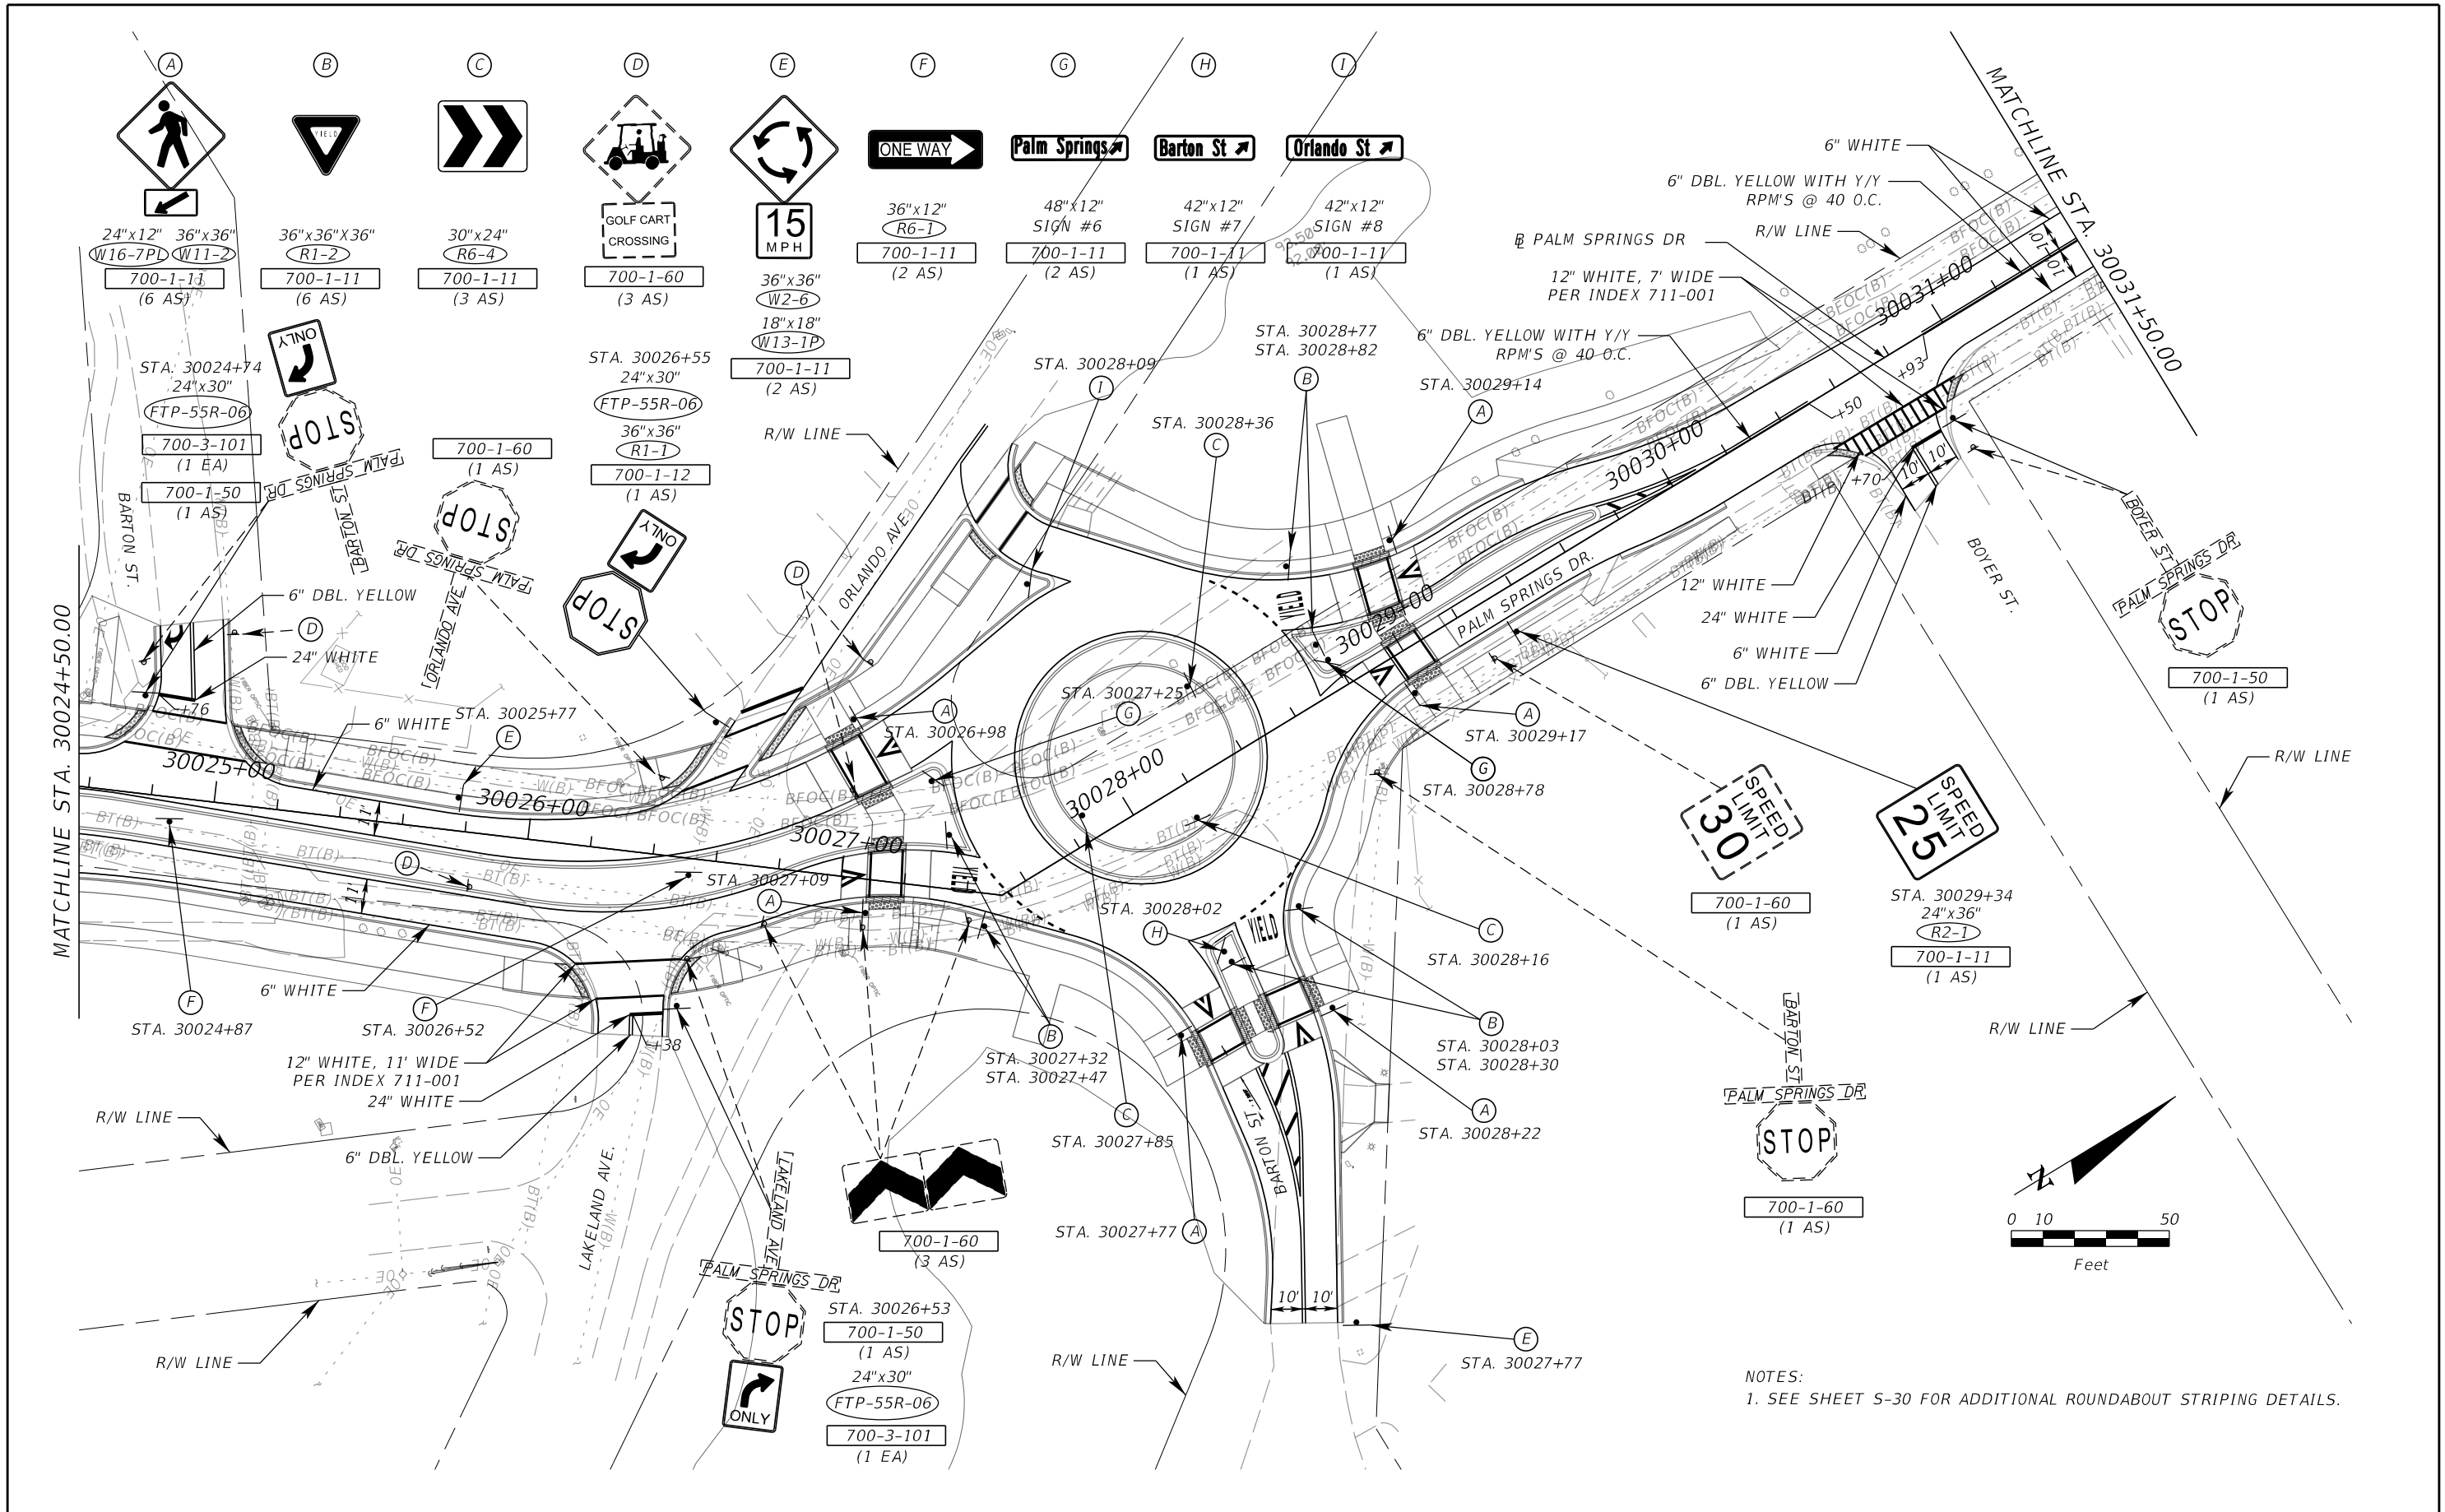 A
B
C
D
E
F
G
H
I
YIELD
GOLF CART
CROSSING
15
MPH
ONE WAY
Palm Springs
Barton St
Orlando St
24"x12" 36"x36"
W16-7PL W11-2
700-1-11
(6 AS)
36"x36"X36"
R1-2
700-1-11
(6 AS)
30"x24"
R6-4
700-1-11
(3 AS)
700-1-60
(3 AS)
36"x36"
W2-6
18"x18"
W13-1P
700-1-11
(2 AS)
36"x12"
R6-1
700-1-11
(2 AS)
48"x12"
SIGN #6
700-1-11
(2 AS)
42"x12"
SIGN #7
700-1-11
(1 AS)
42"x12"
SIGN #8
700-1-11
(1 AS)
STA. 30024+74
24"x30"
FTP-55R-06
700-3-101
(1 EA)
700-1-50
(1 AS)
ONLY
STOP
PALM SPRINGS DR
BARTON ST
700-1-60
(1 AS)
STOP
PALM SPRINGS DR
ORLANDO AVE
STA. 30026+55
24"x30"
FTP-55R-06
36"x36"
R1-1
700-1-12
(1 AS)
ONLY
STOP
R/W LINE
STA. 30028+09
I
STA. 30028+77
STA. 30028+82
B
STA. 30028+36
C
STA. 30029+14
A
6" WHITE
6" DBL. YELLOW WITH Y/Y
RPM'S @ 40 O.C.
R/W LINE
PALM SPRINGS DR
12" WHITE, 7' WIDE
PER INDEX 711-001
6" DBL. YELLOW WITH Y/Y
RPM'S @ 40 O.C.
MATCHLINE STA. 30031+50.00
30031+00
10'
10'
+93
+50
+70
10'
10'
30030+00
30029+00
PALM SPRINGS DR.
BOYER ST.
12" WHITE
24" WHITE
6" WHITE
6" DBL. YELLOW
BOYER ST
PALM SPRINGS DR
STOP
700-1-50
(1 AS)
R/W LINE
MATCHLINE STA. 30024+50.00
BARTON ST.
6" DBL. YELLOW
D
24" WHITE
+76
6" WHITE
STA. 30025+77
E
30025+00
30026+00
11'
11'
D
ORLANDO AVE
D
A
STA. 30026+98
STA. 30027+25
G
YIELD
30028+00
30027+00
STA. 30027+09
A
YIELD
A
STA. 30029+17
G
STA. 30028+78
SPEED
LIMIT
30
700-1-60
(1 AS)
SPEED
LIMIT
25
STA. 30029+34
24"x36"
R2-1
700-1-11
(1 AS)
F
STA. 30024+87
6" WHITE
F
STA. 30026+52
12" WHITE, 11' WIDE
PER INDEX 711-001
24" WHITE
+38
6" DBL. YELLOW
R/W LINE
R/W LINE
LAKELAND AVE.
B
STA. 30027+32
STA. 30027+47
STA. 30028+02
H
YIELD
C
STA. 30028+16
B
STA. 30028+03
STA. 30028+30
A
STA. 30028+22
C
STA. 30027+85
STA. 30027+77
A
BARTON ST.
10'
10'
E
STA. 30027+77
R/W LINE
700-1-60
(3 AS)
LAKELAND AVE
PALM SPRINGS DR
STOP
ONLY
STA. 30026+53
700-1-50
(1 AS)
24"x30"
FTP-55R-06
700-3-101
(1 EA)
BARTON ST
PALM SPRINGS DR
STOP
700-1-60
(1 AS)
R/W LINE
N
0 10 50
Feet
NOTES:
1. SEE SHEET S-30 FOR ADDITIONAL ROUNDABOUT STRIPING DETAILS.